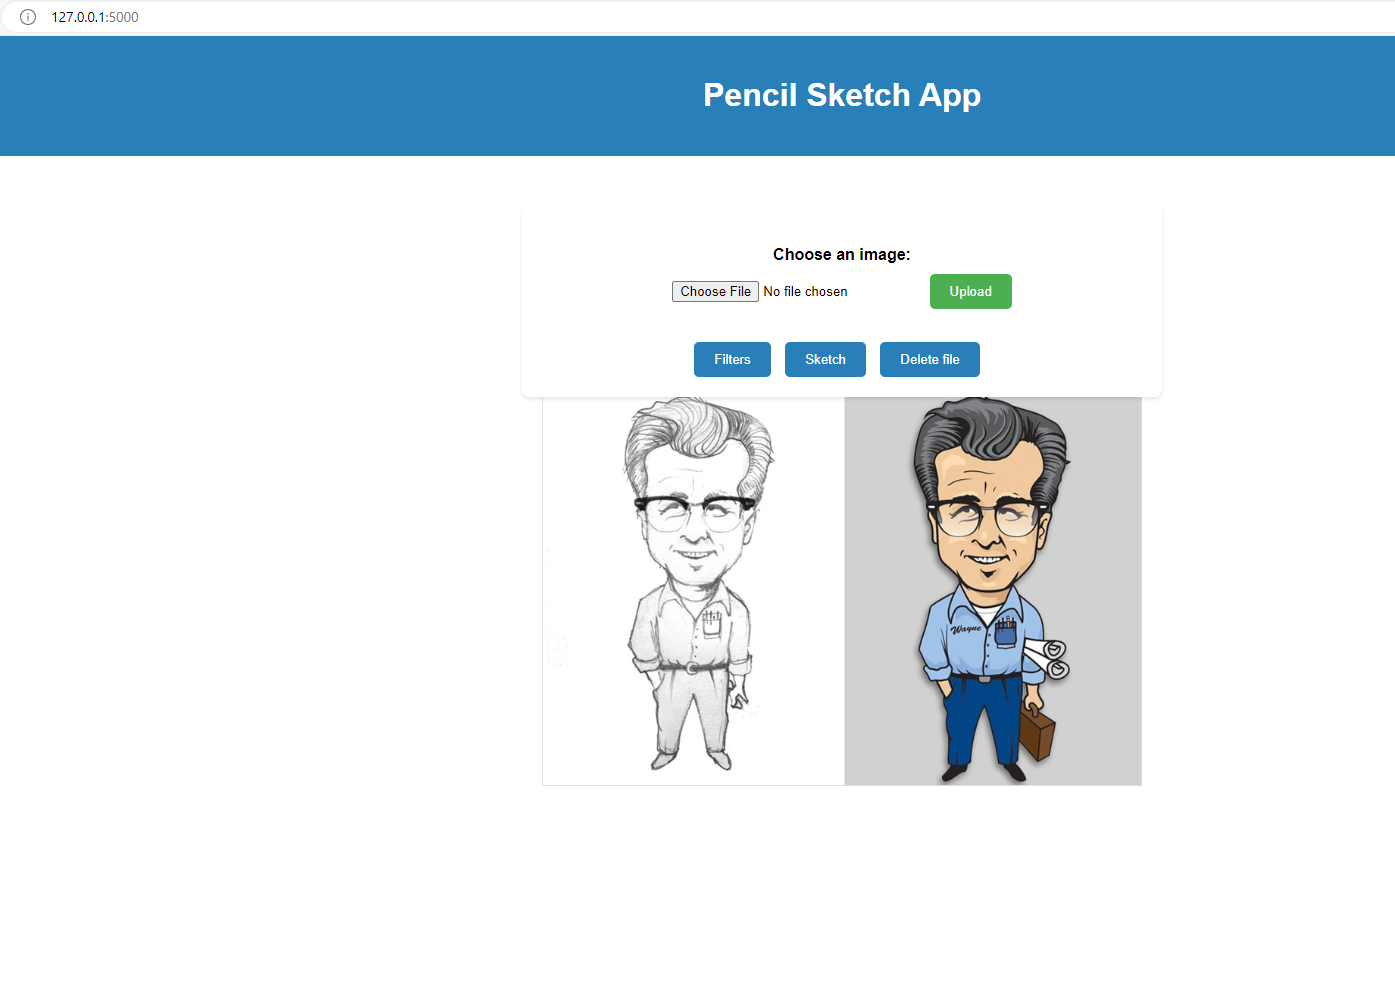 127.0.0.1:5000
Pencil Sketch App
Choose an image:
Choose File No file chosen Upload
Filters Sketch Delete file
Wayne